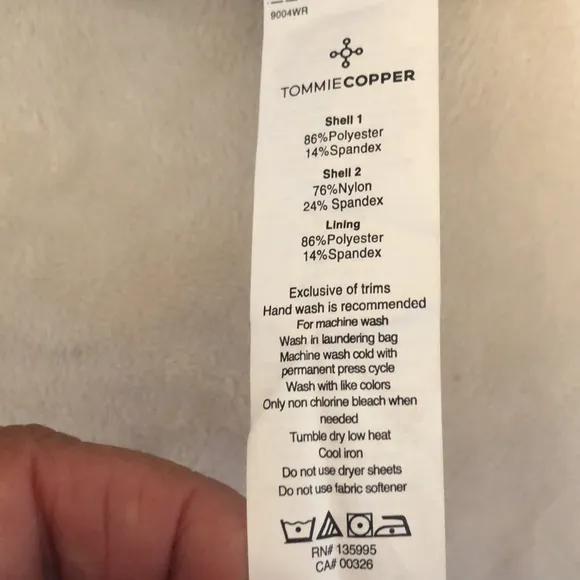 9004WR
TOMMIECOPPER
Shell 1
86%Polyester
14%Spandex
Shell 2
76%Nylon
24% Spandex
Lining
86%Polyester
14%Spandex
Exclusive of trims
Hand wash is recommended
For machine wash
Wash in laundering bag
Machine wash cold with
permanent press cycle
Wash with like colors
Only non chlorine bleach when
needed
Tumble dry low heat
Cool iron
Do not use dryer sheets
Do not use fabric softener
RN# 135995
CA# 00326